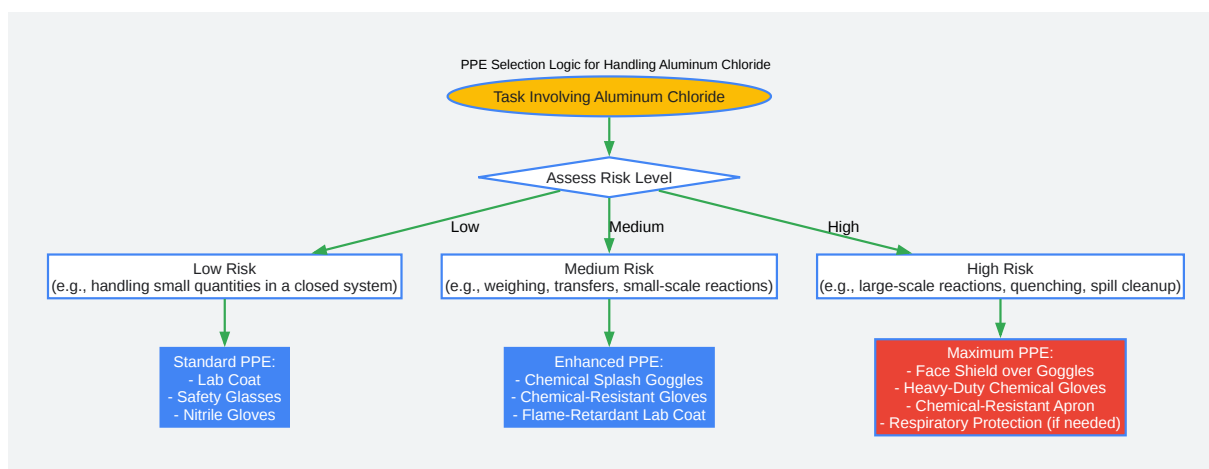 PPE Selection Logic for Handling Aluminum Chloride
Task Involving Aluminum Chloride
Assess Risk Level
Low
Medium
High
Low Risk
(e.g., handling small quantities in a closed system)
Medium Risk
(e.g., weighing, transfers, small-scale reactions)
High Risk
(e.g., large-scale reactions, quenching, spill cleanup)
Standard PPE:
- Lab Coat
- Safety Glasses
- Nitrile Gloves
Enhanced PPE:
- Chemical Splash Goggles
- Chemical-Resistant Gloves
- Flame-Retardant Lab Coat
Maximum PPE:
- Face Shield over Goggles
- Heavy-Duty Chemical Gloves
- Chemical-Resistant Apron
- Respiratory Protection (if needed)